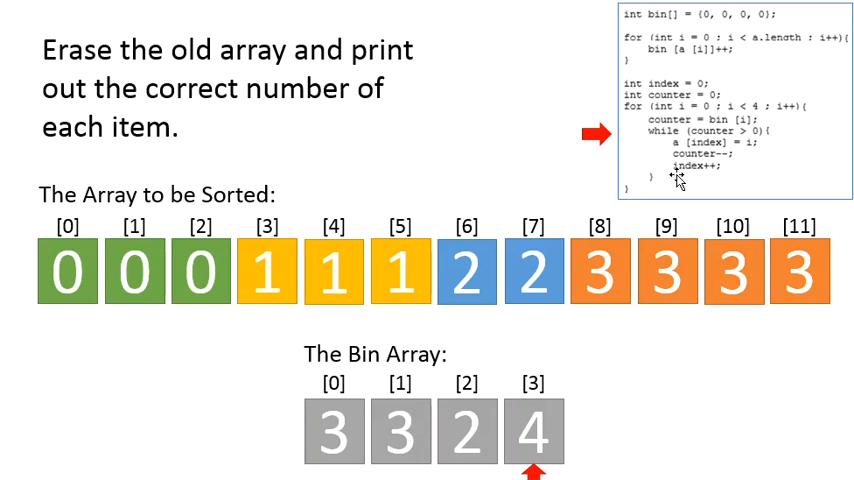 Erase the old array and print
out the correct number of
each item.
int bin[] = {0, 0, 0, 0};
for (int i = 0 ; i < a.length ; i++){
bin [a [i]]++;
}
int index = 0;
int counter = 0;
for (int i = 0 ; i < 4 ; i++){
counter = bin [i];
while (counter > 0){
a [index] = i;
counter--;
index++;
}
}
The Array to be Sorted:
[0] [1] [2] [3] [4] [5] [6] [7] [8] [9] [10] [11]
0 0 0 1 1 1 2 2 3 3 3 3
The Bin Array:
[0] [1] [2] [3]
3 3 2 4